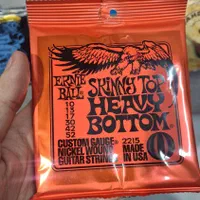 ERNIE BALL
SKINNY TOP
HEAVY
BOTTOM
10
13
17
30
42
52
CUSTOM GAUGE
NICKEL WOUND
GUITAR STRINGS
2215
MADE
IN USA